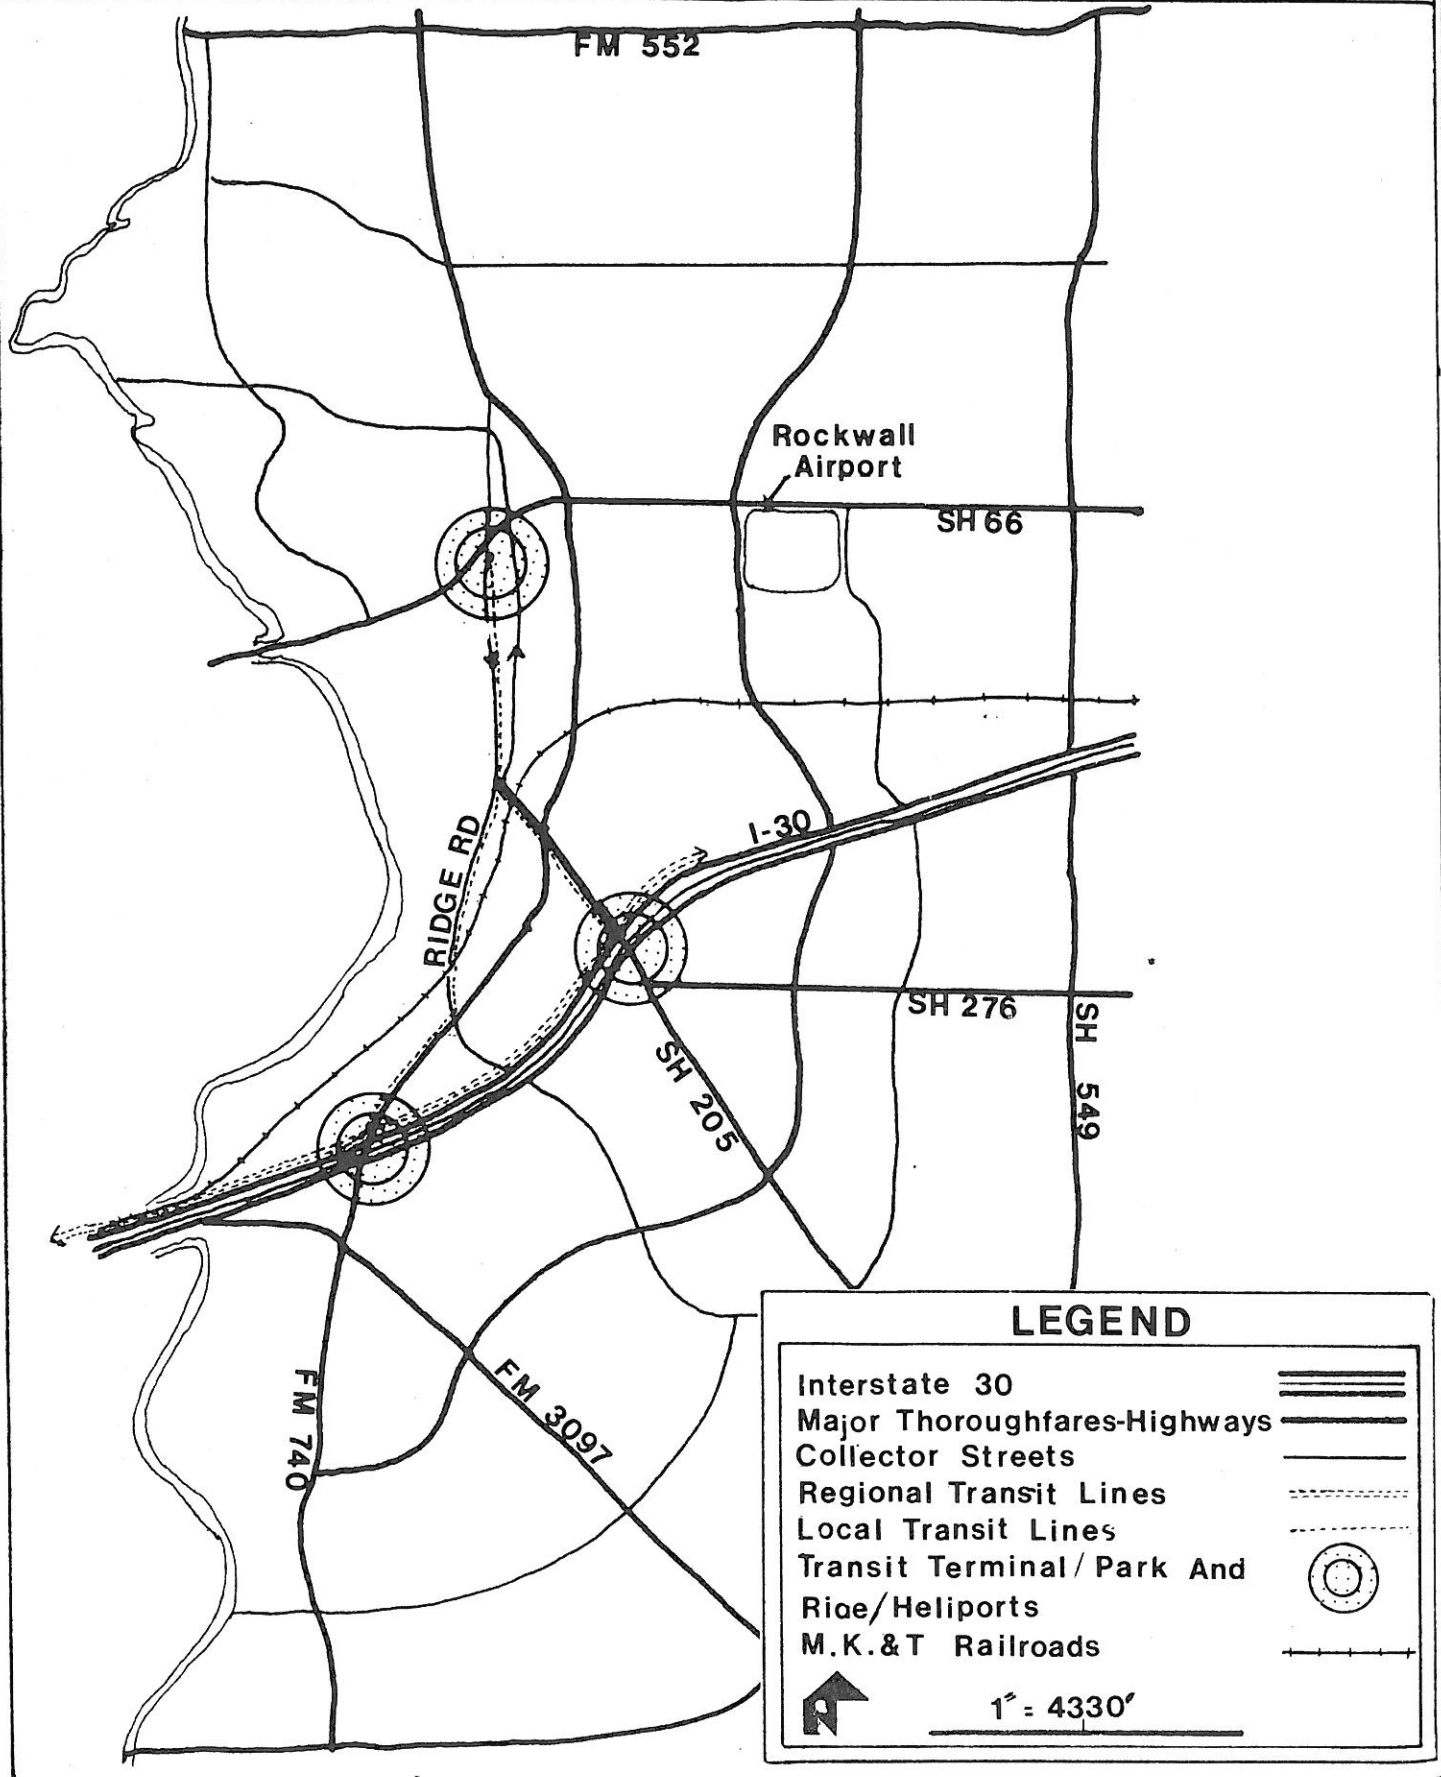 FM 552
Rockwall
Airport
SH 66
I-30
RIDGE RD
SH 276
SH 549
SH 205
FM 740
FM 3097
LEGEND
Interstate 30
Major Thoroughfares-Highways
Collector Streets
Regional Transit Lines
Local Transit Lines
Transit Terminal/Park And
Ride/Heliports
M.K.&T Railroads
N
1" = 4330'